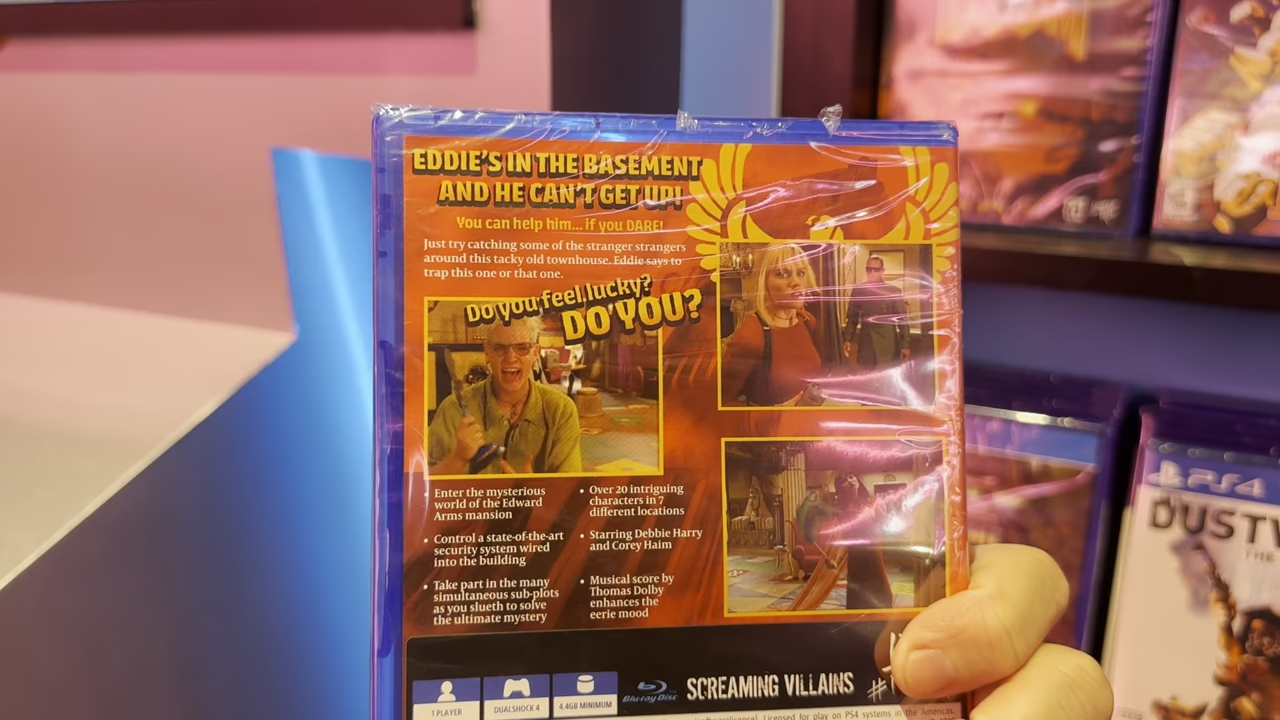 EDDIE'S IN THE BASEMENT
AND HE CAN'T GET UP!
You can help him... if you DARE!
Just try catching some of the stranger strangers
around this tacky old townhouse. Eddie says to
trap this one or that one.
Do you feel lucky?
DO YOU?
Enter the mysterious
world of the Edward
Arms mansion
• Control a state-of-the-art
security system wired
into the building
• Take part in the many
simultaneous sub-plots
as you slueth to solve
the ultimate mystery
• Over 20 intriguing
characters in 7
different locations
• Starring Debbie Harry
and Corey Haim
• Musical score by
Thomas Dolby
enhances the
eerie mood
1 PLAYER
DUALSHOCK 4
4.4GB MINIMUM
Blu-ray Disc
SCREAMING VILLAINS
#1
Licensed for play on PS4 systems in the Americas.
PS4
DUSTW
THE